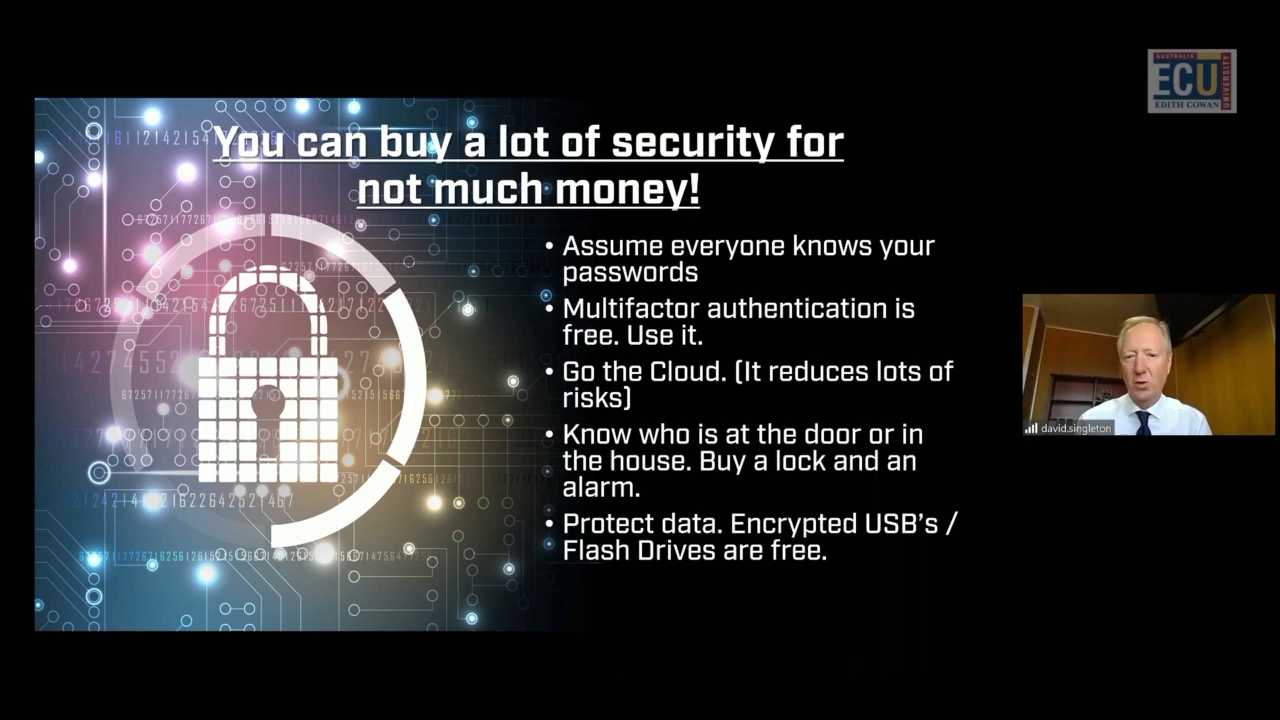 AUSTRALIA
ECU
EDITH COWAN
UNIVERSITY
You can buy a lot of security for
not much money!
• Assume everyone knows your
passwords
• Multifactor authentication is
free. Use it.
• Go the Cloud. (It reduces lots of
risks)
• Know who is at the door or in
the house. Buy a lock and an
alarm.
• Protect data. Encrypted USB’s /
Flash Drives are free.
david.singleton